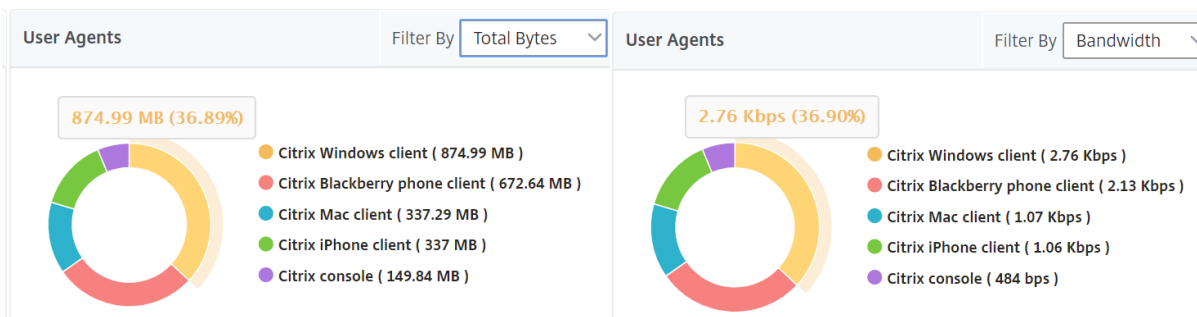 User Agents
Filter By Total Bytes
874.99 MB (36.89%)
Citrix Windows client ( 874.99 MB )
Citrix Blackberry phone client ( 672.64 MB )
Citrix Mac client ( 337.29 MB )
Citrix iPhone client ( 337 MB )
Citrix console ( 149.84 MB )
User Agents
Filter By Bandwidth
2.76 Kbps (36.90%)
Citrix Windows client ( 2.76 Kbps )
Citrix Blackberry phone client ( 2.13 Kbps )
Citrix Mac client ( 1.07 Kbps )
Citrix iPhone client ( 1.06 Kbps )
Citrix console ( 484 bps )